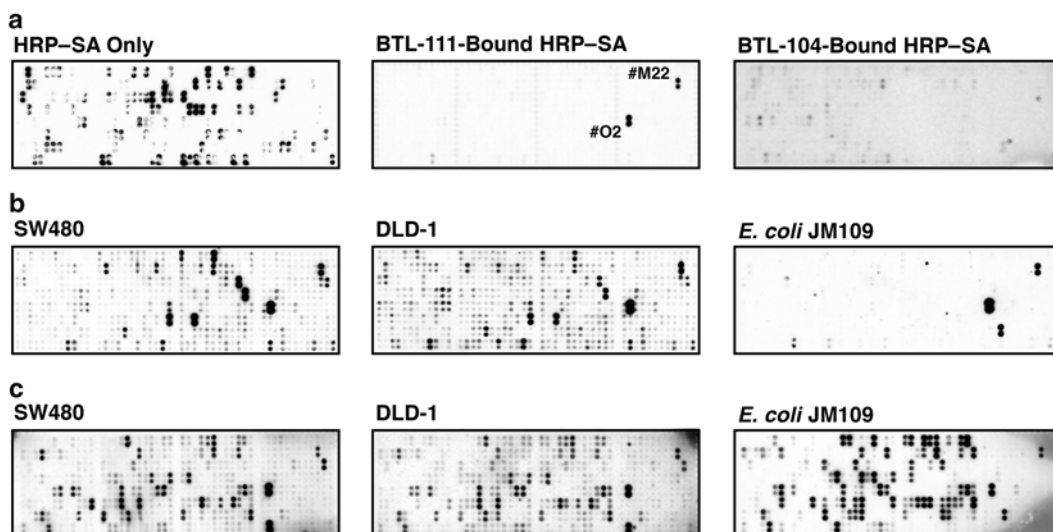 a
HRP–SA Only
BTL-111-Bound HRP–SA
BTL-104-Bound HRP–SA
#M22
#O2
b
SW480
DLD-1
E. coli JM109
c
SW480
DLD-1
E. coli JM109